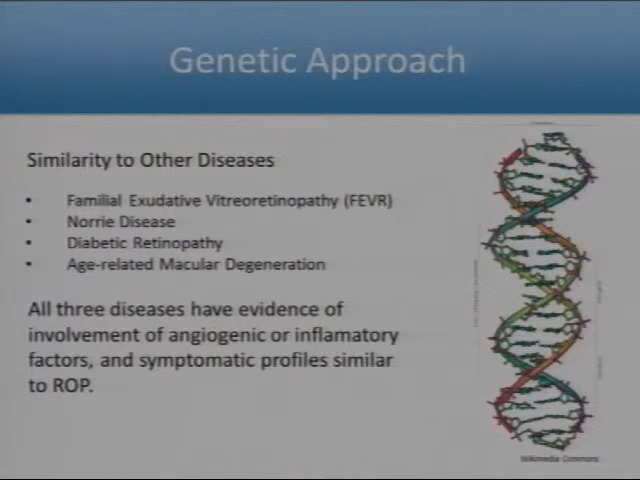 Genetic Approach
Similarity to Other Diseases
• Familial Exudative Vitreoretinopathy (FEVR)
• Norrie Disease
• Diabetic Retinopathy
• Age-related Macular Degeneration
All three diseases have evidence of
involvement of angiogenic or inflamatory
factors, and symptomatic profiles similar
to ROP.
Wikimedia Commons